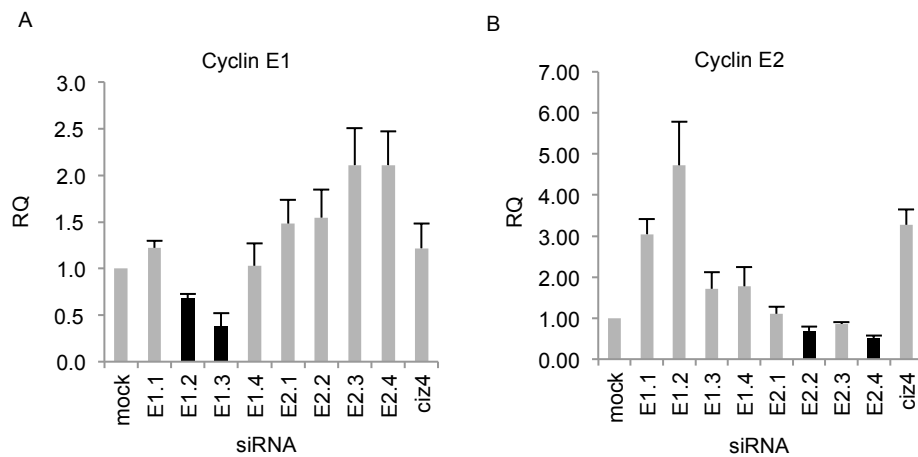 A
Cyclin E1
3.0
2.5
2.0
1.5
1.0
0.5
0.0
RQ
mock
E1.1
E1.2
E1.3
E1.4
E2.1
E2.2
E2.3
E2.4
ciz4
siRNA
B
Cyclin E2
7.00
6.00
5.00
4.00
3.00
2.00
1.00
0.00
RQ
mock
E1.1
E1.2
E1.3
E1.4
E2.1
E2.2
E2.3
E2.4
ciz4
siRNA